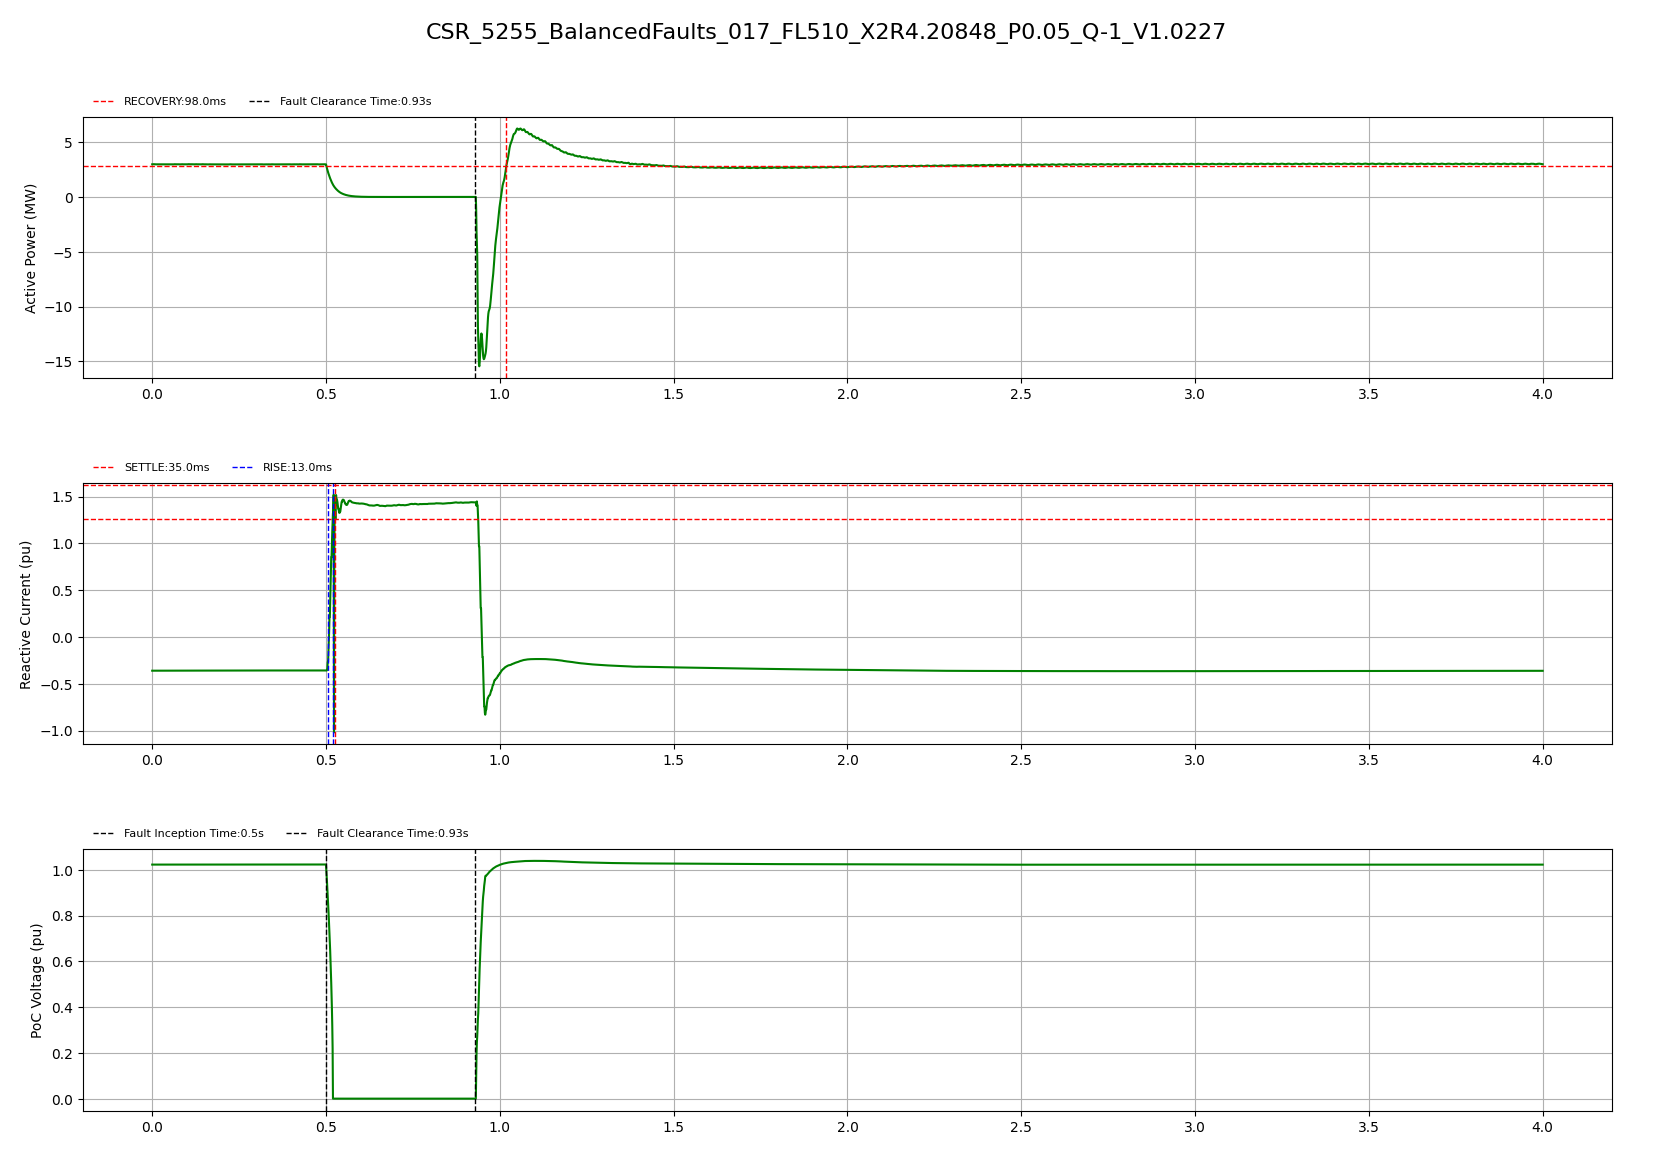 CSR_5255_BalancedFaults_017_FL510_X2R4.20848_P0.05_Q-1_V1.0227
RECOVERY:98.0ms Fault Clearance Time:0.93s
Active Power (MW)
5
0
−5
−10
−15
0.0 0.5 1.0 1.5 2.0 2.5 3.0 3.5 4.0
SETTLE:35.0ms RISE:13.0ms
Reactive Current (pu)
1.5
1.0
0.5
0.0
−0.5
−1.0
0.0 0.5 1.0 1.5 2.0 2.5 3.0 3.5 4.0
Fault Inception Time:0.5s Fault Clearance Time:0.93s
PoC Voltage (pu)
1.0
0.8
0.6
0.4
0.2
0.0
0.0 0.5 1.0 1.5 2.0 2.5 3.0 3.5 4.0